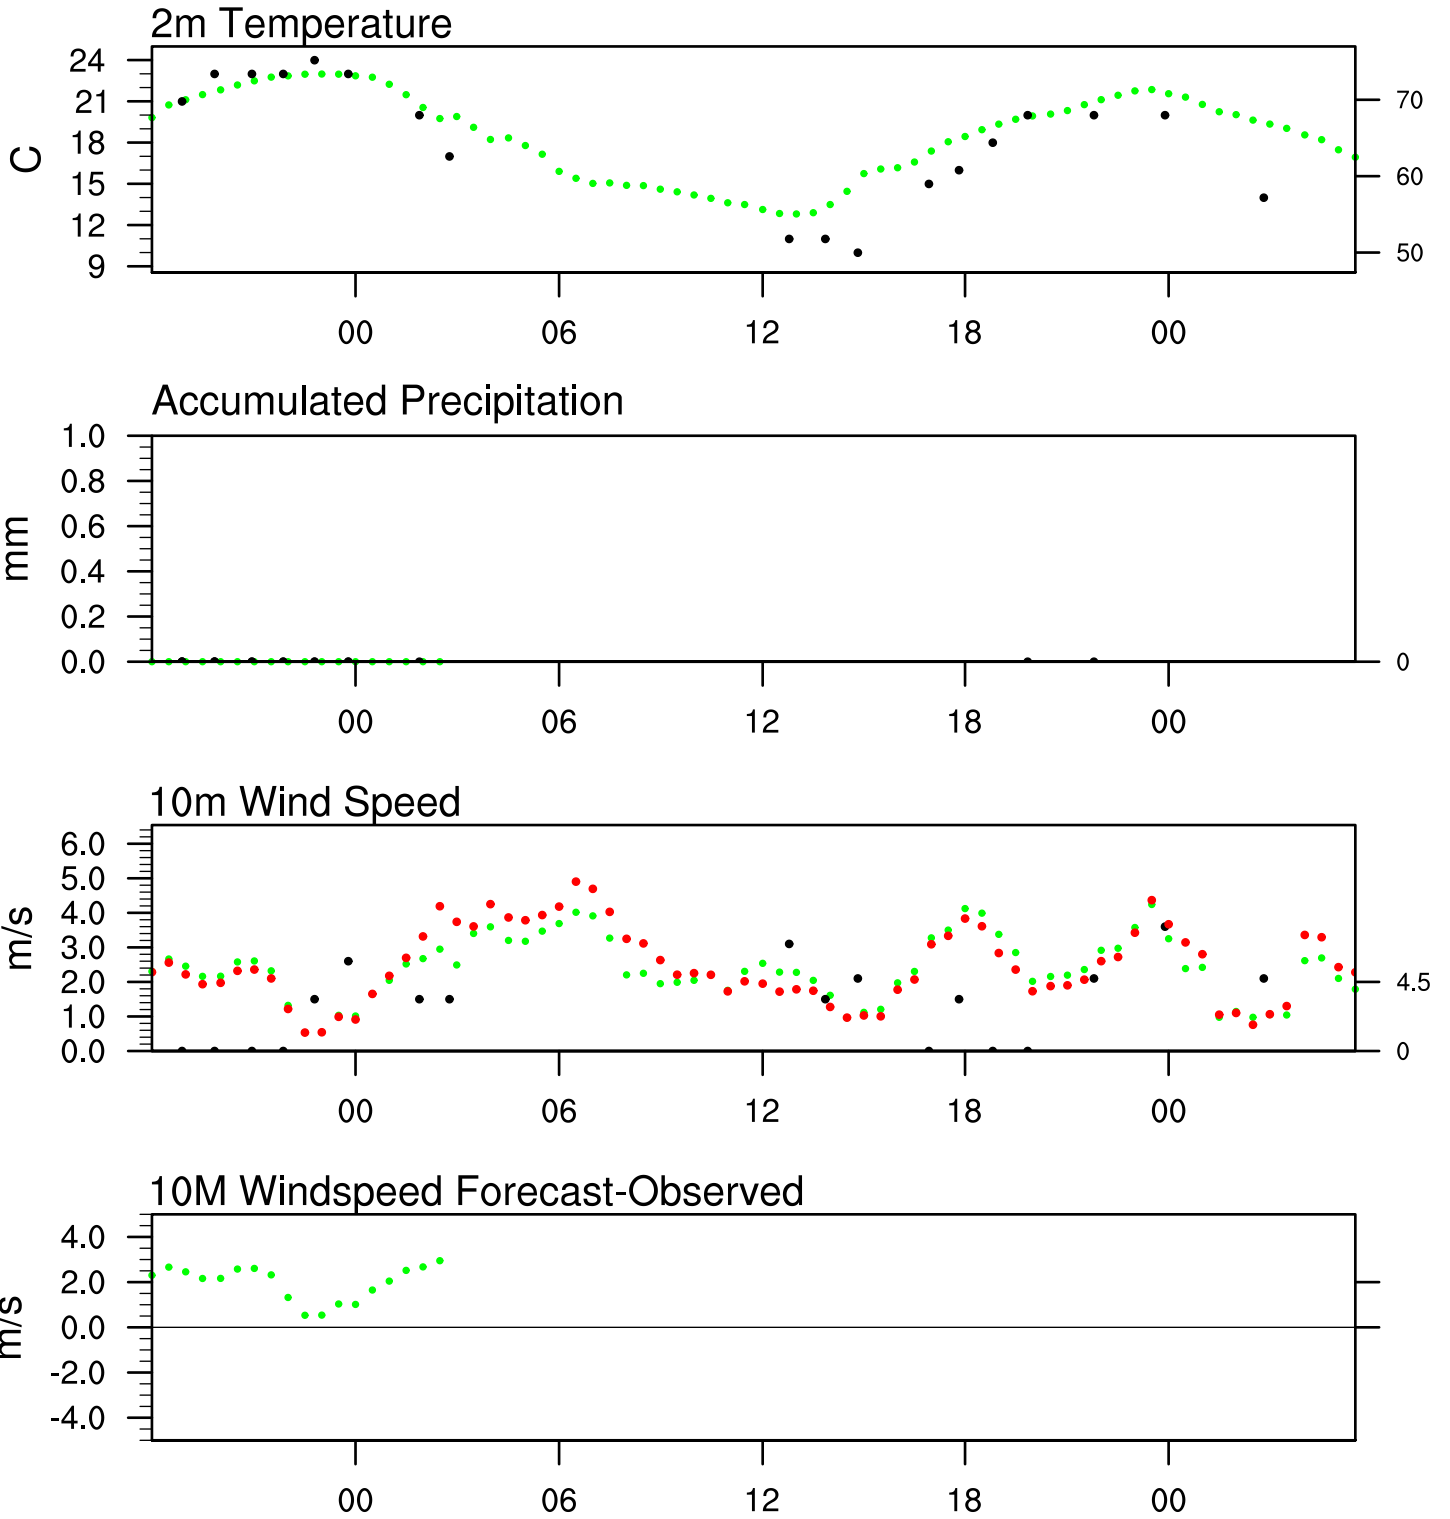 2m Temperature
24
21
18
15
12
9
C
70
60
50
00 06 12 18 00
Accumulated Precipitation
1.0
0.8
0.6
0.4
0.2
0.0
mm
0
00 06 12 18 00
10m Wind Speed
6.0
5.0
4.0
3.0
2.0
1.0
0.0
m/s
4.5
0
00 06 12 18 00
10M Windspeed Forecast-Observed
4.0
2.0
0.0
-2.0
-4.0
m/s
00 06 12 18 00